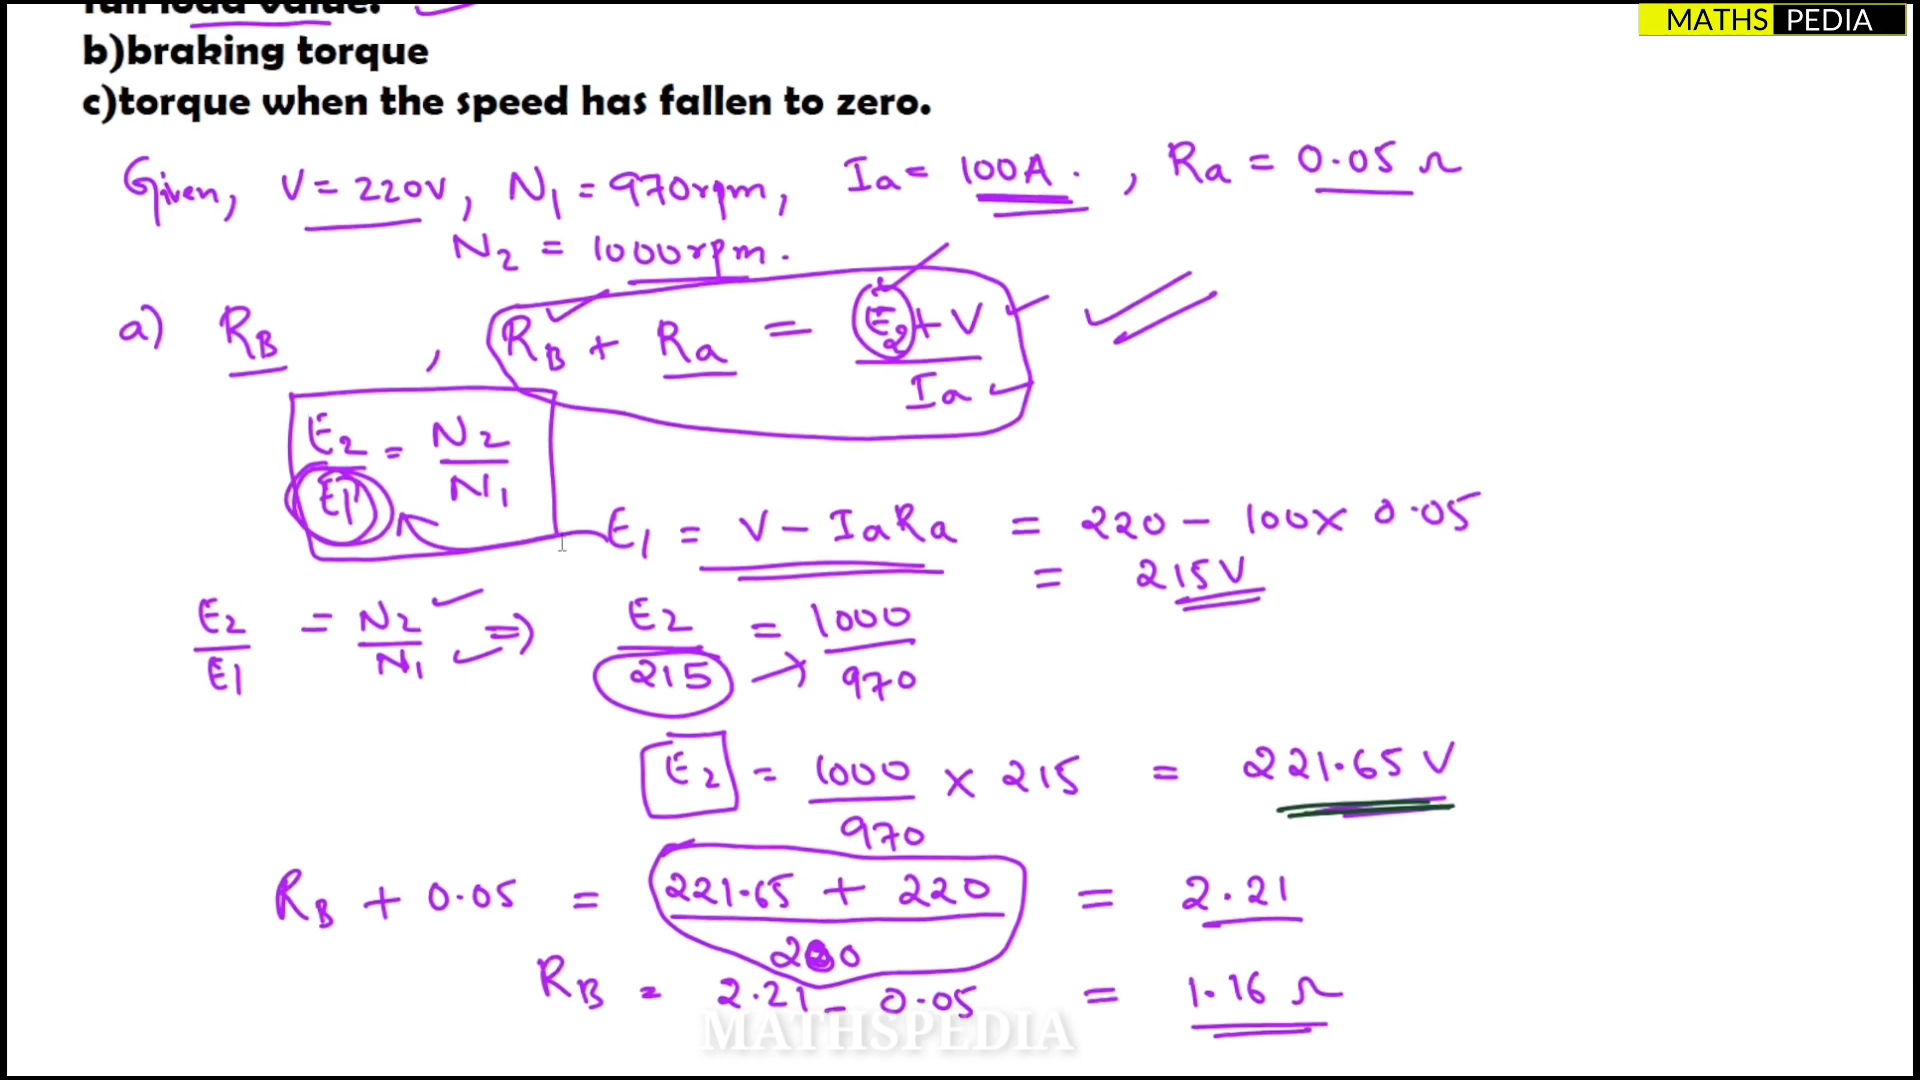 MATHS PEDIA
full load value.
b)braking torque
c)torque when the speed has fallen to zero.
Given, V = 220V, N1 = 970rpm, Ia = 100A. , Ra = 0.05 Ω
N2 = 1000rpm.
a) RB , RB + Ra = E2 + V / Ia
E2 / E1 = N2 / N1
E1 = V - IaRa = 220 - 100 x 0.05
= 215V
E2 / E1 = N2 / N1 => E2 / 215 = 1000 / 970
E2 = 1000 / 970 x 215 = 221.65 V
RB + 0.05 = 221.65 + 220 / 200 = 2.21
RB = 2.21 - 0.05 = 1.16 Ω
MATHSPEDIA